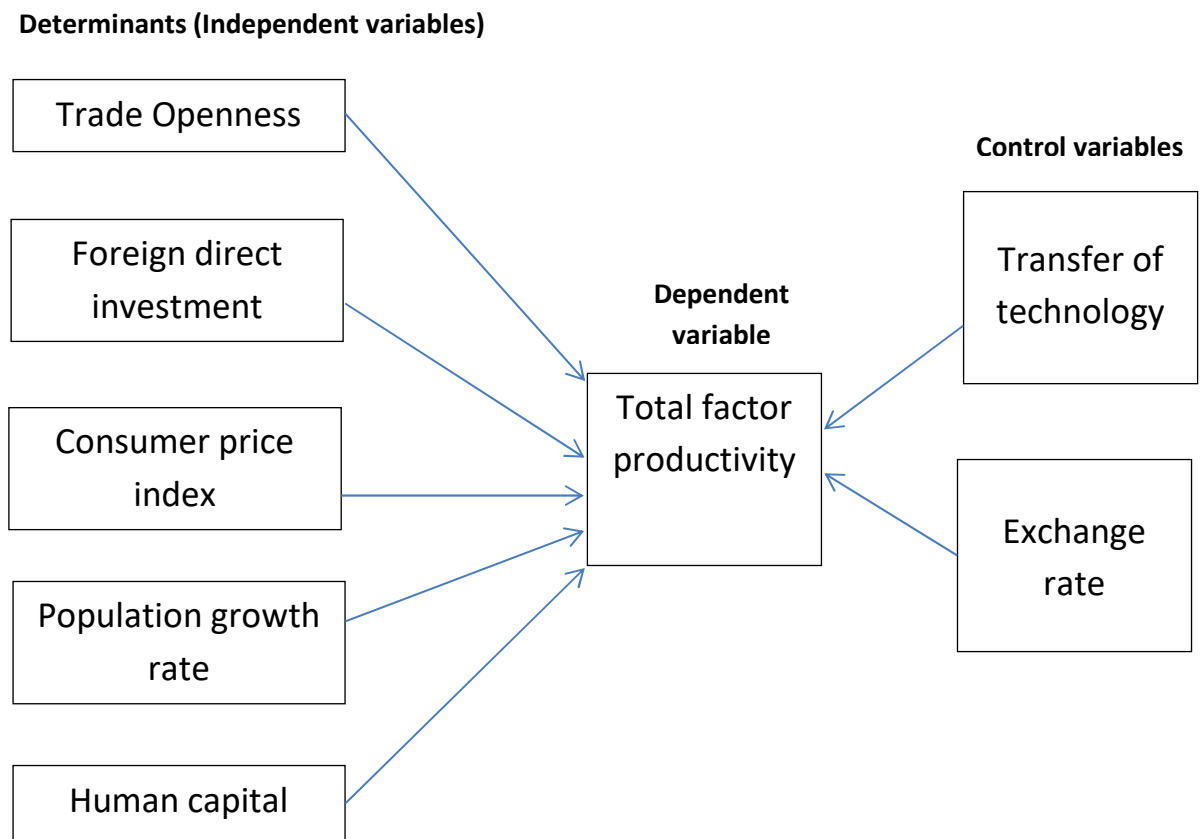 Determinants (Independent variables)
Trade Openness
Foreign direct
investment
Consumer price
index
Population growth
rate
Human capital
Dependent
variable
Total factor
productivity
Control variables
Transfer of
technology
Exchange
rate